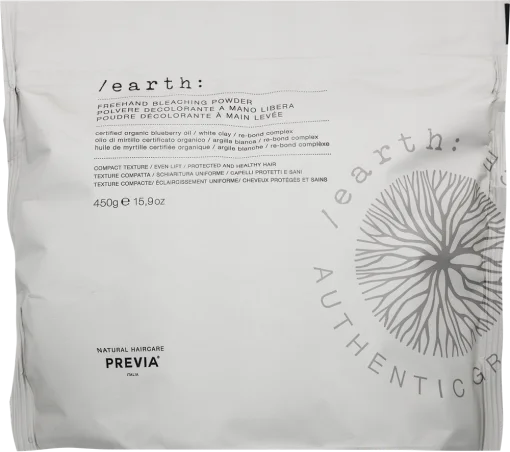 /earth:
FREEHAND BLEACHING POWDER
POLVERE DECOLORANTE A MANO LIBERA
POUDRE DÉCOLORANTE À MAIN LEVÉE
certified organic blueberry oil / white clay / re-bond complex
olio di mirtillo certificato organico / argilla bianca / re-bond complex
huile de myrtille certifiée organique / argile blanche / re-bond complèxe
COMPACT TEXTURE / EVEN LIFT / PROTECTED AND HEALTHY HAIR
TEXTURE COMPATTA / SCHIARITURA UNIFORME / CAPELLI PROTETTI E SANI
TEXTURE COMPACTE/ ÉCLAIRCISSEMENT UNIFORME/ CHEVEUX PROTÉGÉS ET SAINS
450g e 15,9oz
/earth:
AUTHENTICGR
E
NATURAL HAIRCARE
PREVIA®
ITALIA